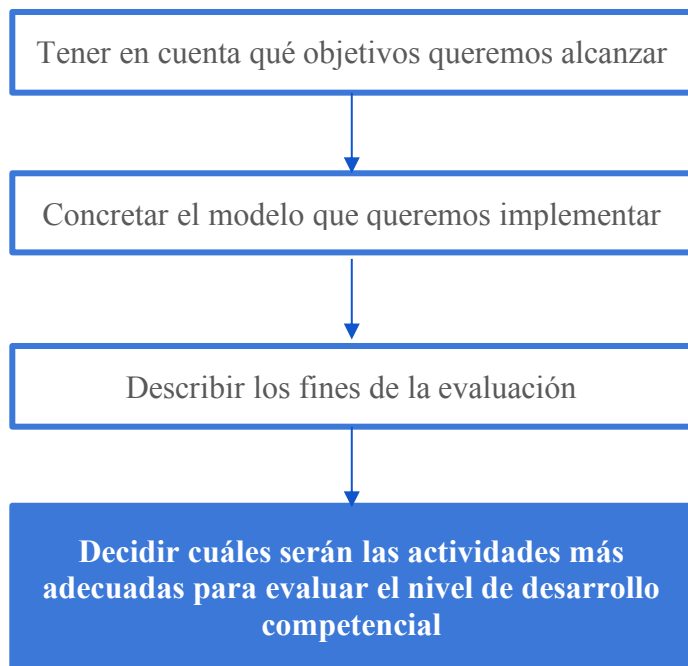 Tener en cuenta qué objetivos queremos alcanzar
Concretar el modelo que queremos implementar
Describir los fines de la evaluación
Decidir cuáles serán las actividades más
adecuadas para evaluar el nivel de desarrollo
competencial